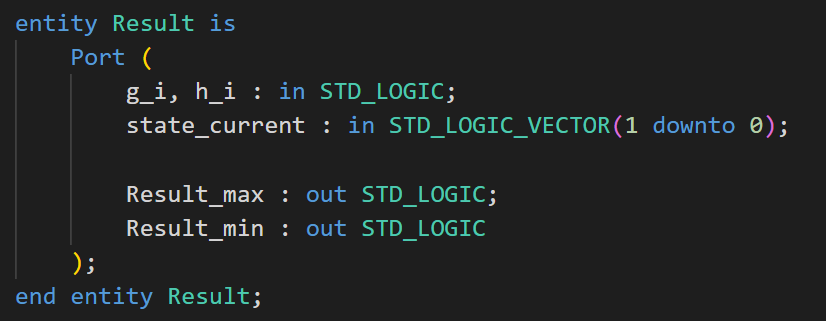 entity Result is
    Port (
        g_i, h_i : in STD_LOGIC;
        state_current : in STD_LOGIC_VECTOR(1 downto 0);

        Result_max : out STD_LOGIC;
        Result_min : out STD_LOGIC
    );
end entity Result;